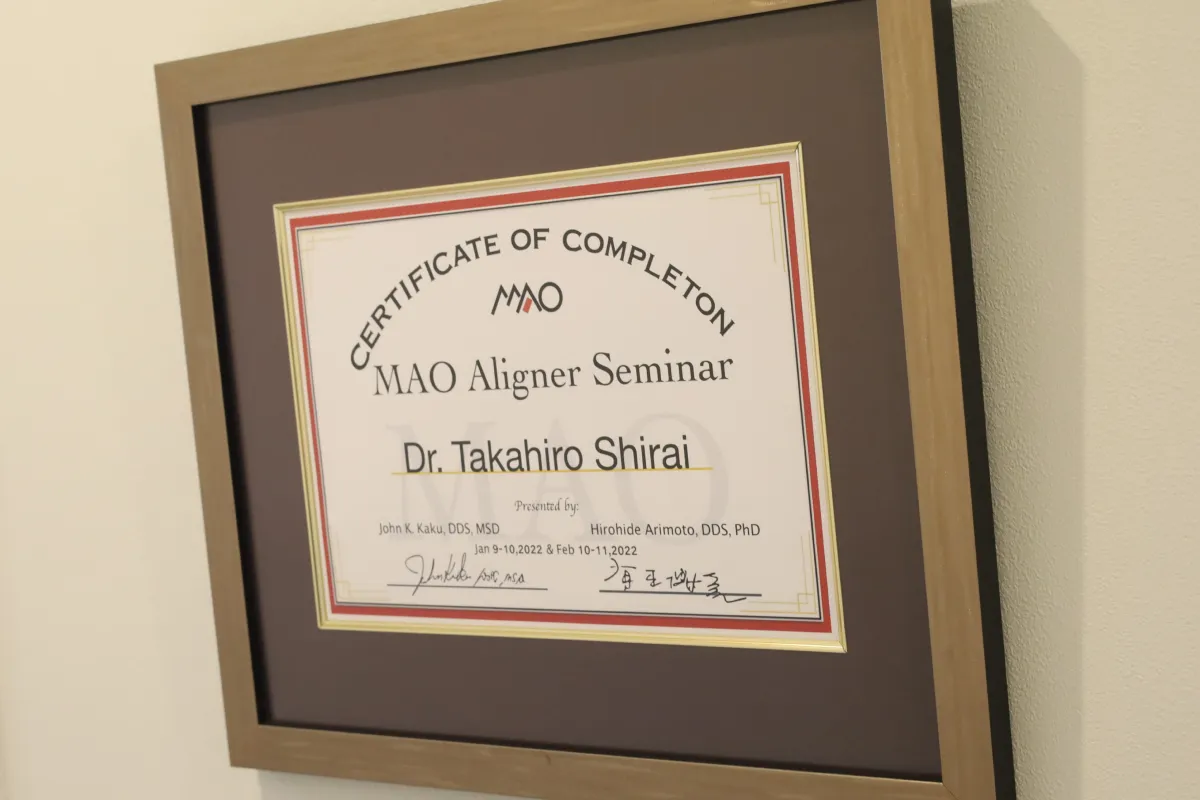 CERTIFICATE OF COMPLETON
MAO
MAO Aligner Seminar
MAO
Dr. Takahiro Shirai
Presented by:
John K. Kaku, DDS, MSD
Hirohide Arimoto, DDS, PhD
Jan 9-10,2022 & Feb 10-11,2022